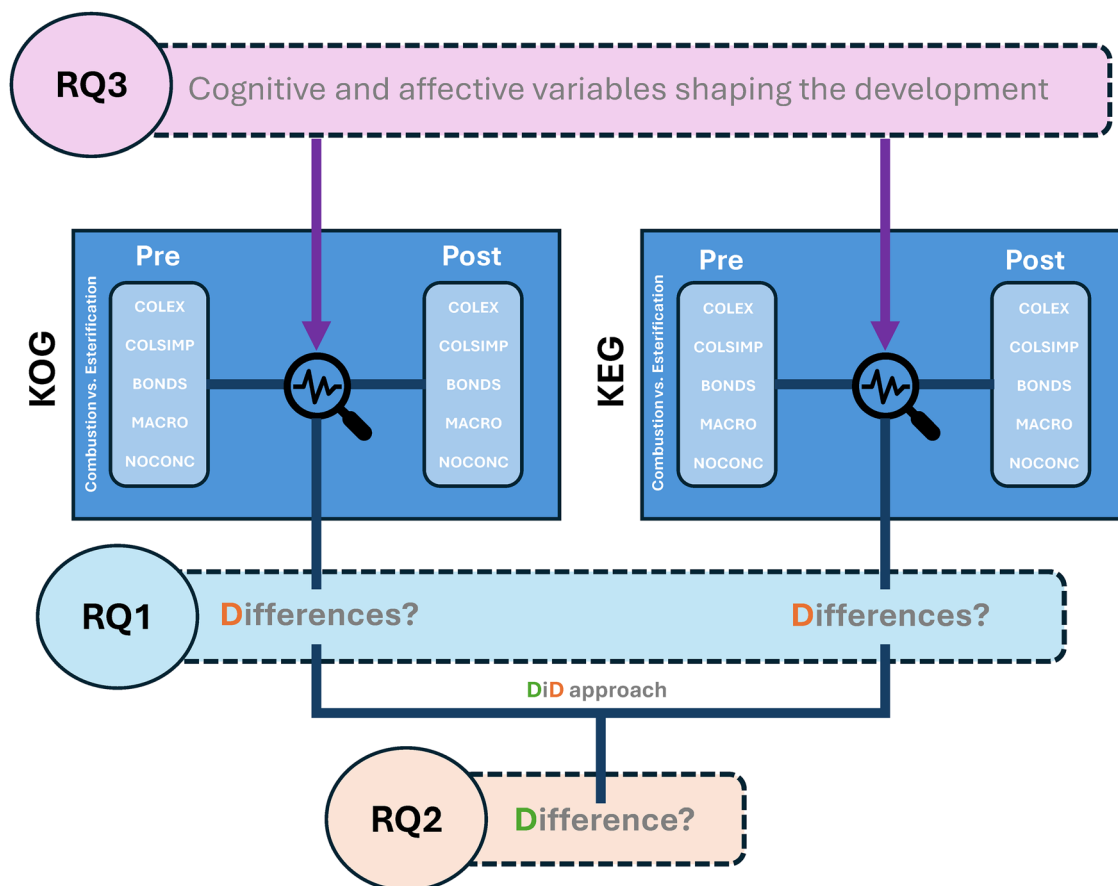 RQ3
Cognitive and affective variables shaping the development
KOG
Combustion vs. Esterification
Pre
COLEX
COLSIMP
BONDS
MACRO
NOCONC
Post
COLEX
COLSIMP
BONDS
MACRO
NOCONC
KEG
Combustion vs. Esterification
Pre
COLEX
COLSIMP
BONDS
MACRO
NOCONC
Post
COLEX
COLSIMP
BONDS
MACRO
NOCONC
RQ1
Differences?
Differences?
DiD approach
RQ2
Difference?